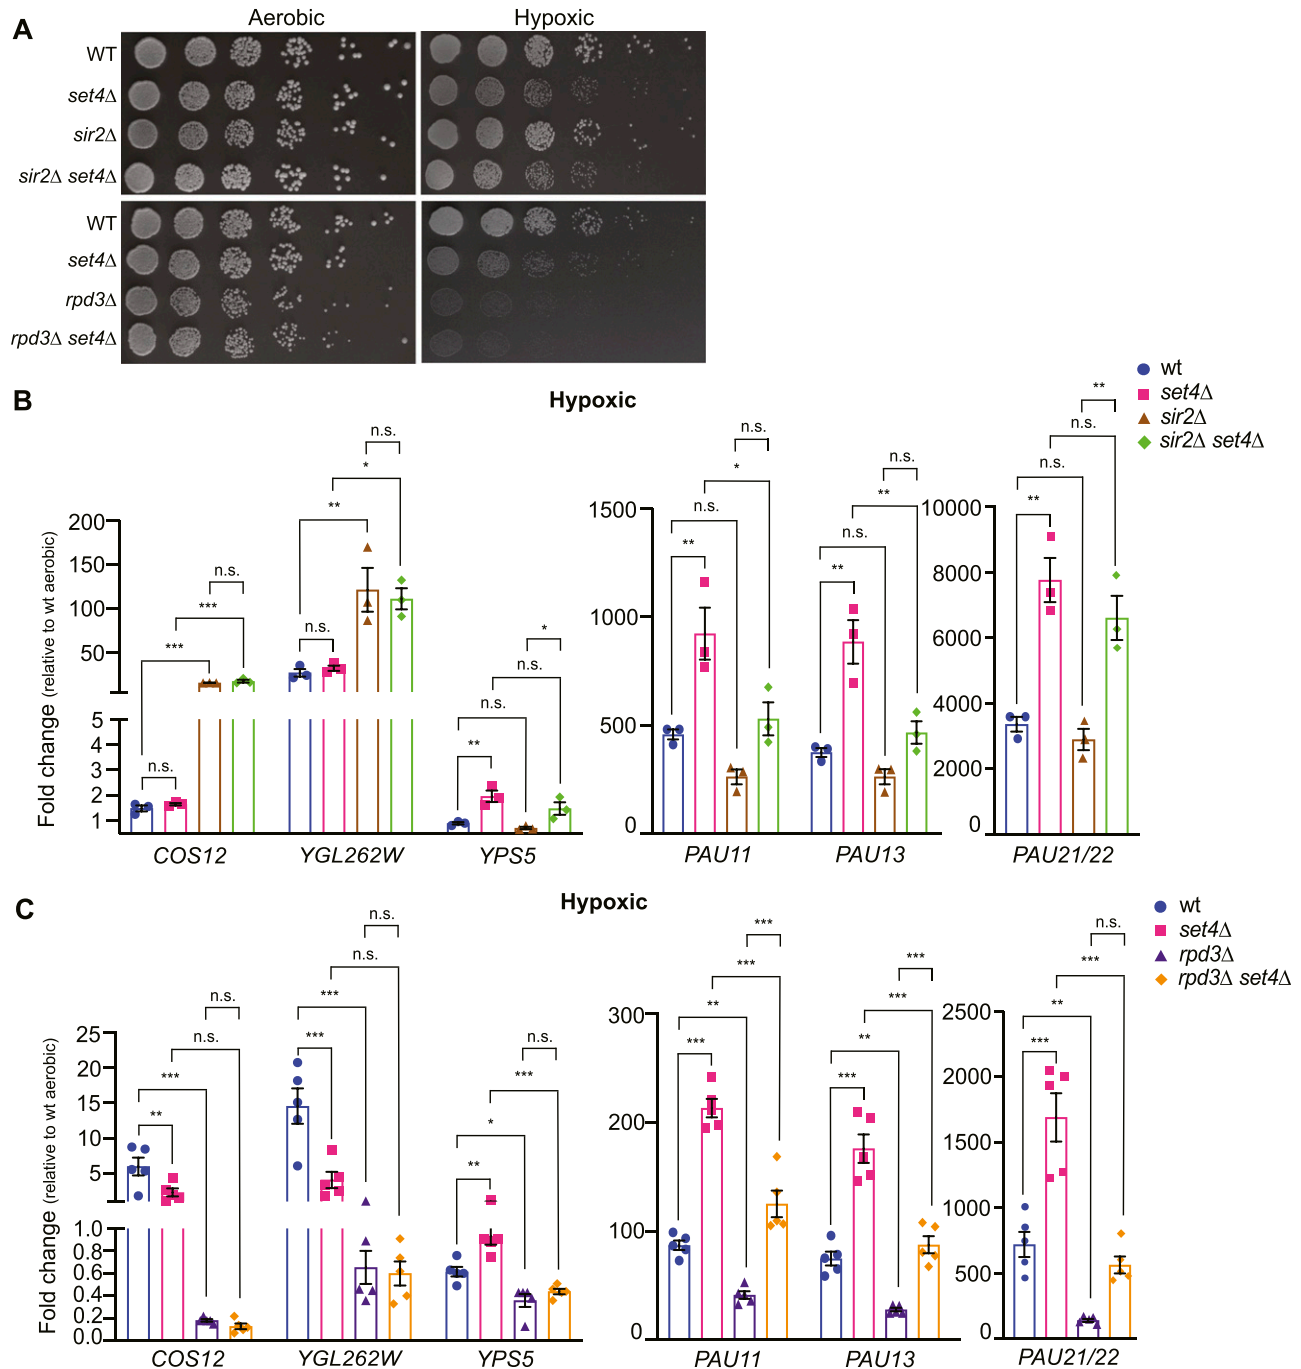 A
Aerobic
Hypoxic
WT
set4Δ
sir2Δ
sir2Δ set4Δ
WT
set4Δ
rpd3Δ
rpd3Δ set4Δ
B
Hypoxic
wt
set4Δ
sir2Δ
sir2Δ set4Δ
Fold change (relative to wt aerobic)
200
150
100
50
5
4
3
2
1
n.s.
***
***
n.s.
n.s.
**
*
n.s.
**
n.s.
n.s.
*
COS12
YGL262W
YPS5
1500
1000
500
0
**
n.s.
*
n.s.
**
n.s.
**
n.s.
PAU11
PAU13
10000
8000
6000
4000
2000
0
**
n.s.
n.s.
**
PAU21/22
C
Hypoxic
wt
set4Δ
rpd3Δ
rpd3Δ set4Δ
Fold change (relative to wt aerobic)
25
20
15
10
5
1.0
0.8
0.6
0.4
0.2
0.0
**
***
n.s.
n.s.
***
***
n.s.
n.s.
**
*
***
n.s.
COS12
YGL262W
YPS5
300
200
100
0
***
**
***
***
***
**
***
***
PAU11
PAU13
2500
2000
1500
1000
500
0
***
**
***
n.s.
PAU21/22